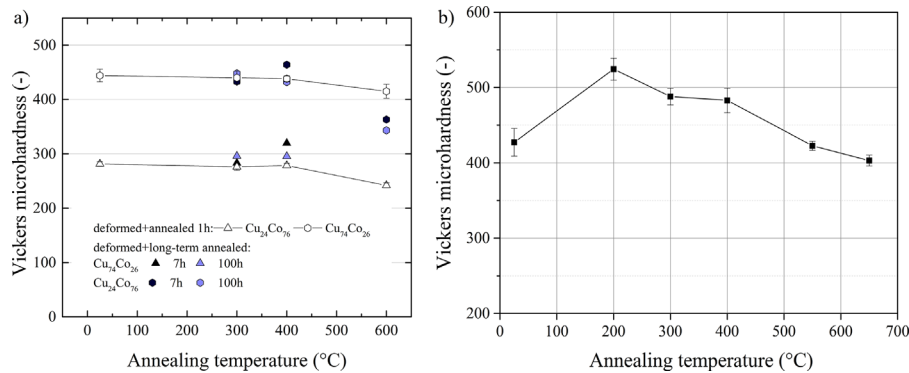 a)
500
400
300
200
100
0
Vickers microhardness (-)
deformed+annealed 1h: Cu24Co76 Cu74Co26
deformed+long-term annealed:
Cu74Co26 7h 100h
Cu24Co76 7h 100h
0 100 200 300 400 500 600
Annealing temperature (°C)
b)
600
500
400
300
200
Vickers microhardness (-)
0 100 200 300 400 500 600 700
Annealing temperature (°C)